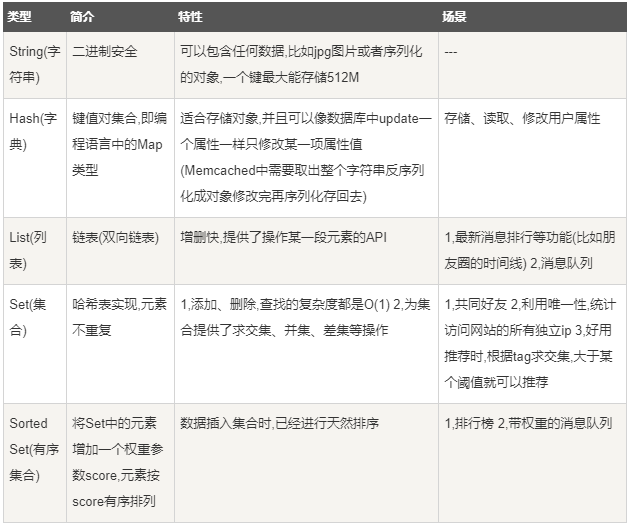 类型 简介 特性 场景
String(字
符串)
二进制安全
可以包含任何数据,比如jpg图片或者序列化
的对象,一个键最大能存储512M
---
Hash(字
典)
键值对集合,即编
程语言中的Map
类型
适合存储对象,并且可以像数据库中update一
个属性一样只修改某一项属性值
(Memcached中需要取出整个字符串反序列
化成对象修改完再序列化存回去)
存储、读取、修改用户属性
List(列
表)
链表(双向链表)
增删快,提供了操作某一段元素的API
1,最新消息排行等功能(比如朋
友圈的时间线) 2,消息队列
Set(集
合)
哈希表实现,元素
不重复
1,添加、删除,查找的复杂度都是O(1) 2,为集
合提供了求交集、并集、差集等操作
1,共同好友 2,利用唯一性,统计
访问网站的所有独立ip 3,好用
推荐时,根据tag求交集,大于某
个阈值就可以推荐
Sorted
Set(有序
集合)
将Set中的元素
增加一个权重参
数score,元素按
score有序排列
数据插入集合时,已经进行天然排序
1,排行榜 2,带权重的消息队列